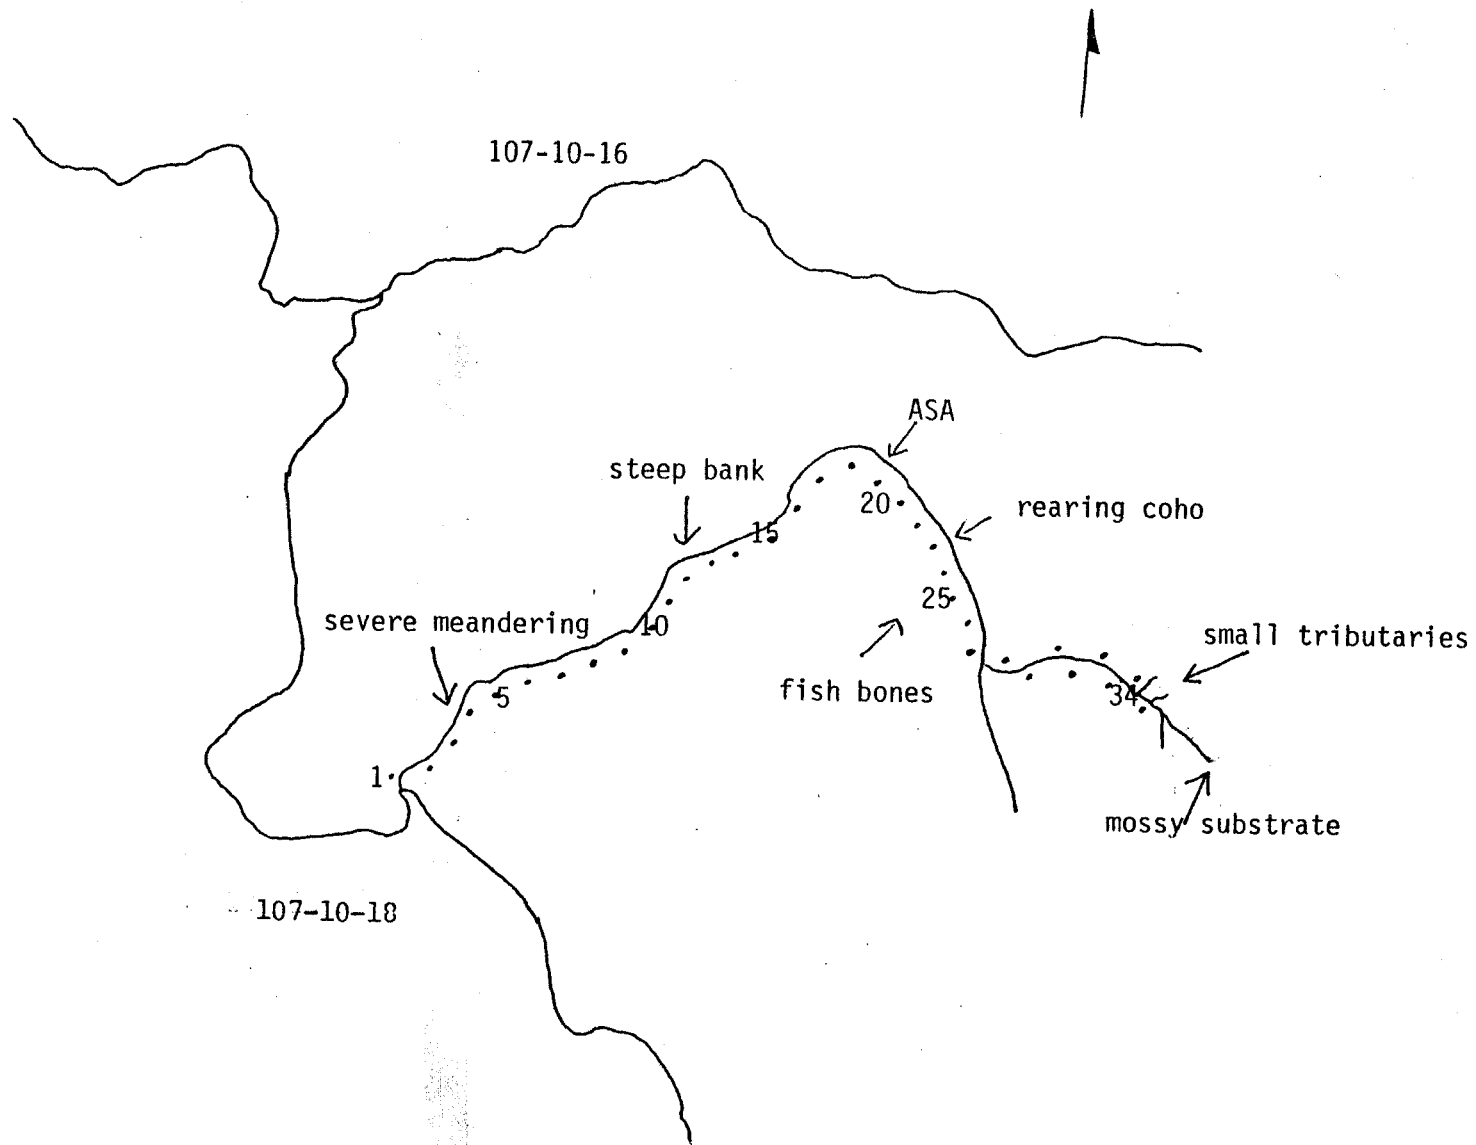 107-10-16
ASA
steep bank
20
rearing coho
15
25
severe meandering
10
small tributaries
fish bones
5
34
1
mossy substrate
107-10-18